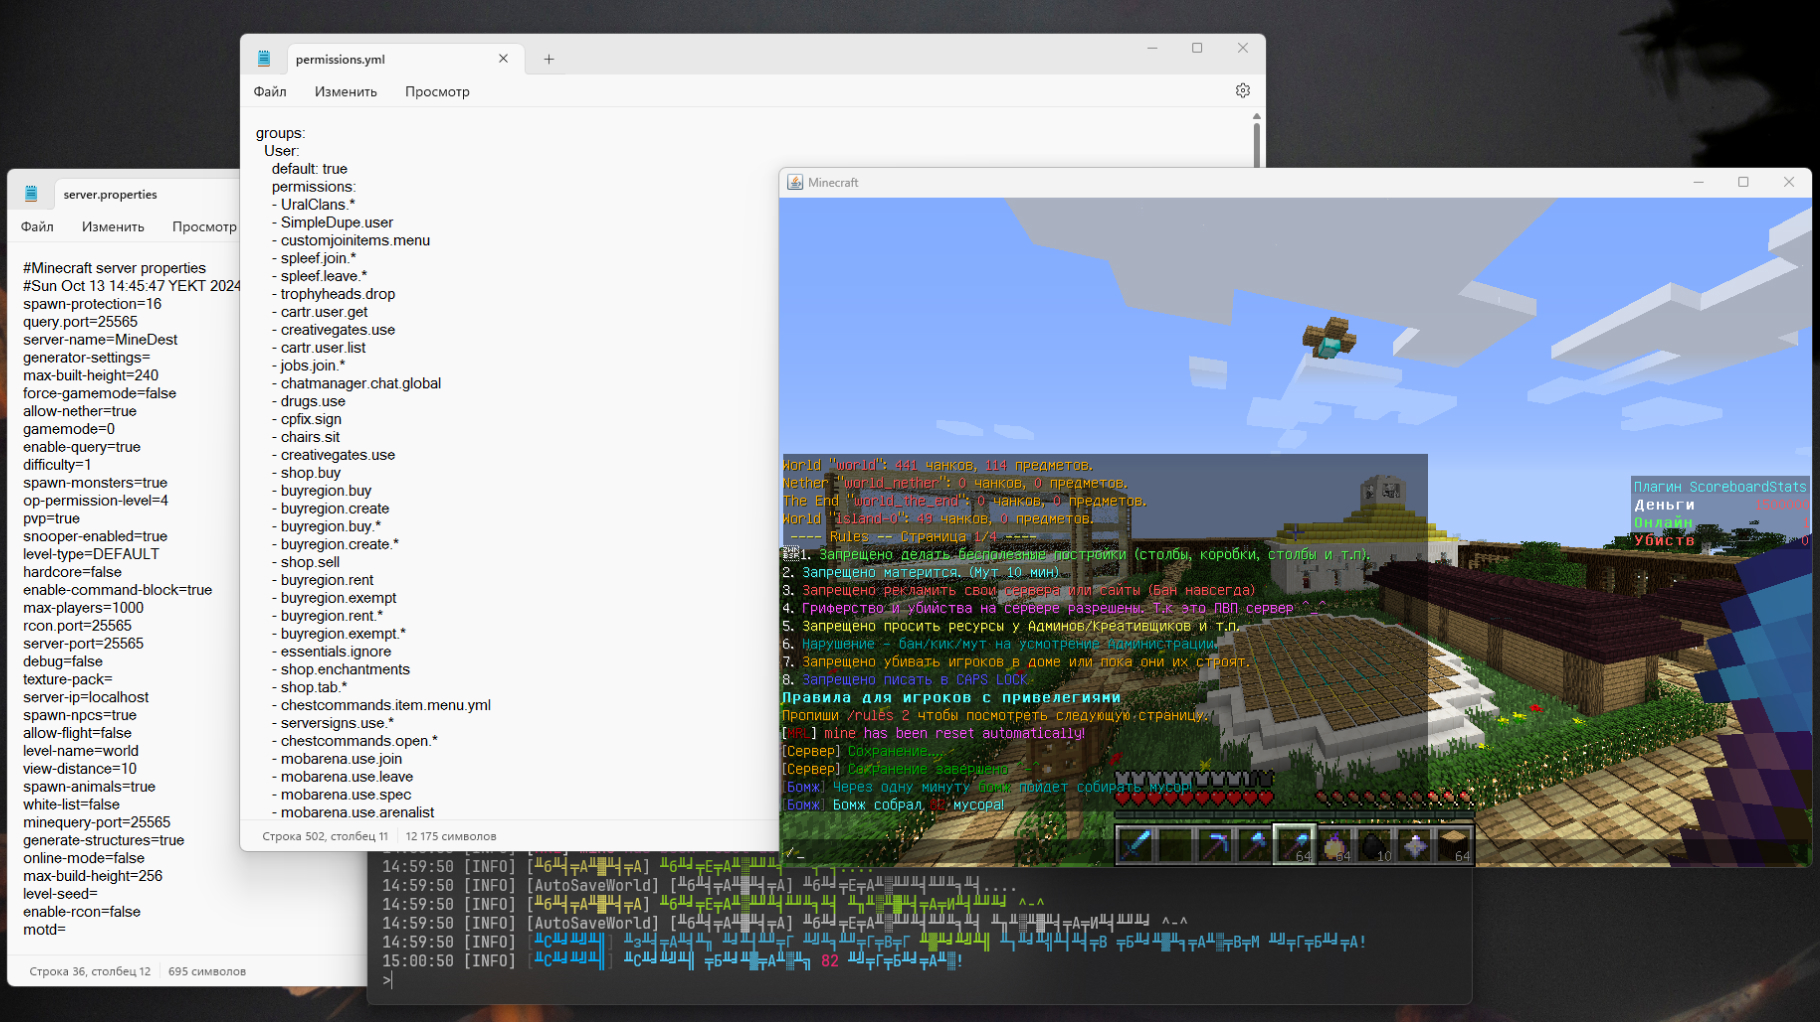 permissions.yml
Файл
Изменить
Просмотр
groups:
User:
default: true
permissions:
- UralClans.*
- SimpleDupe.user
- customjoinitems.menu
- spleef.join.*
- spleef.leave.*
- trophyheads.drop
- cartr.user.get
- creativegates.use
- cartr.user.list
- jobs.join.*
- chatmanager.chat.global
- drugs.use
- cpfix.sign
- chairs.sit
- creativegates.use
- shop.buy
- buyregion.buy
- buyregion.create
- buyregion.buy.*
- buyregion.create.*
- shop.sell
- buyregion.rent
- buyregion.exempt
- buyregion.rent.*
- buyregion.exempt.*
- essentials.ignore
- shop.enchantments
- shop.tab.*
- chestcommands.item.menu.yml
- serversigns.use.*
- chestcommands.open.*
- mobarena.use.join
- mobarena.use.leave
- mobarena.use.spec
- mobarena.use.arenalist
Строка 502, столбец 11
12 175 символов
server.properties
Файл
Изменить
Просмотр
#Minecraft server properties
#Sun Oct 13 14:45:47 YEKT 2024
spawn-protection=16
query.port=25565
server-name=MineDest
generator-settings=
max-built-height=240
force-gamemode=false
allow-nether=true
gamemode=0
enable-query=true
difficulty=1
spawn-monsters=true
op-permission-level=4
pvp=true
snooper-enabled=true
level-type=DEFAULT
hardcore=false
enable-command-block=true
max-players=1000
rcon.port=25565
server-port=25565
debug=false
texture-pack=
server-ip=localhost
spawn-npcs=true
allow-flight=false
level-name=world
view-distance=10
spawn-animals=true
white-list=false
minequery-port=25565
generate-structures=true
online-mode=false
max-build-height=256
level-seed=
enable-rcon=false
motd=
Строка 36, столбец 12
695 символов
Minecraft
World "world": 441 чанков, 114 предметов.
Nether "world_nether": 0 чанков, 0 предметов.
The End "world_the_end": 0 чанков, 0 предметов.
World "island-0": 49 чанков, 0 предметов.
---- Rules -- Страница 1/4 ----
1. Запрещено делать бесполезные постройки (столбы, коробки, столбы и т.п).
2. Запрещено матерится. (Мут 10 мин)
3. Запрещено рекламить свои сервера или сайты (Бан навсегда)
4. Гриферство и убийства на сервере разрешены. Т.к это ПВП сервер
5. Запрещено просить ресурсы у Админов/Креативщиков и т.п.
6. Нарушение - бан/кик/мут на усмотрение Администрации.
7. Запрещено убивать игроков в доме или пока они их строят.
8. Запрещено писать в CAPS LOCK.
Правила для игроков с привелегиями
Пропиши /rules 2 чтобы посмотреть следующую страницу.
[MRL] mine has been reset automatically!
[Сервер] Сохранение....
[Сервер] Сохранение завершено ^-^
[Бомж] Через одну минуту бомж пойдет собирать мусор!
[Бомж] Бомж собрал мусора!
/_
64
64
10
64
Плагин ScoreboardStats
Деньги
Онлайн 1
Убиств 0
14:59:50 [INFO]
14:59:50 [INFO] [AutoSaveWorld]
14:59:50 [INFO] ^-^
14:59:50 [INFO] [AutoSaveWorld] ^-^
14:59:50 [INFO]
15:00:50 [INFO] 82
>